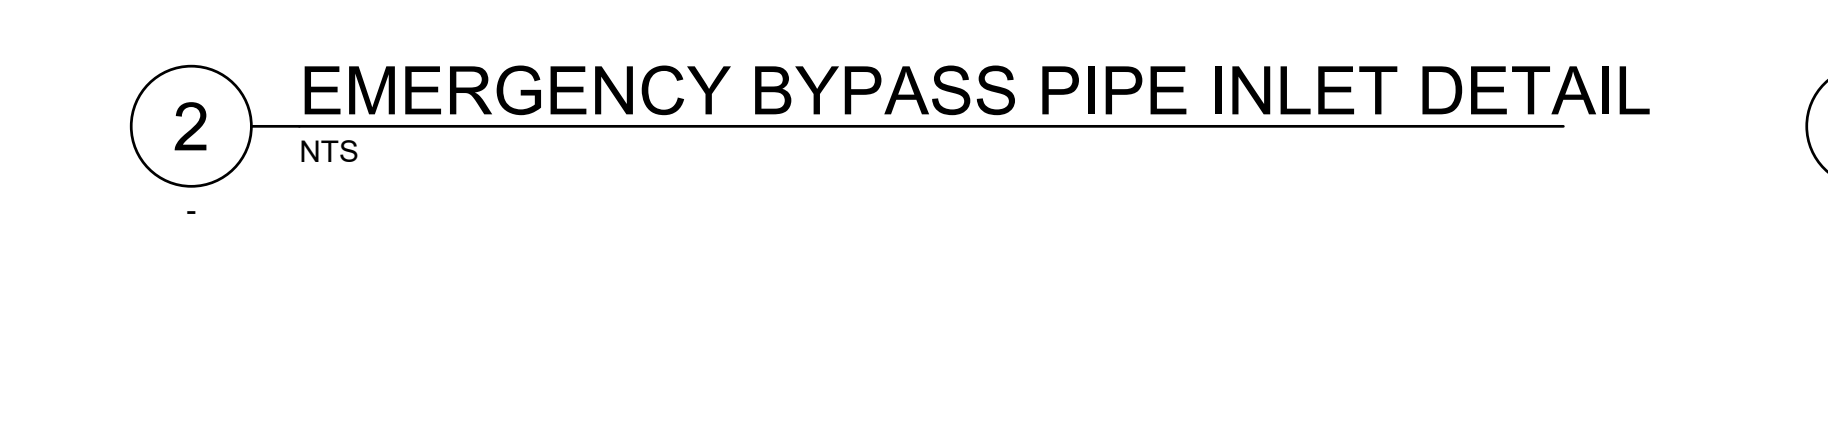 2 EMERGENCY BYPASS PIPE INLET DETAIL
NTS
-